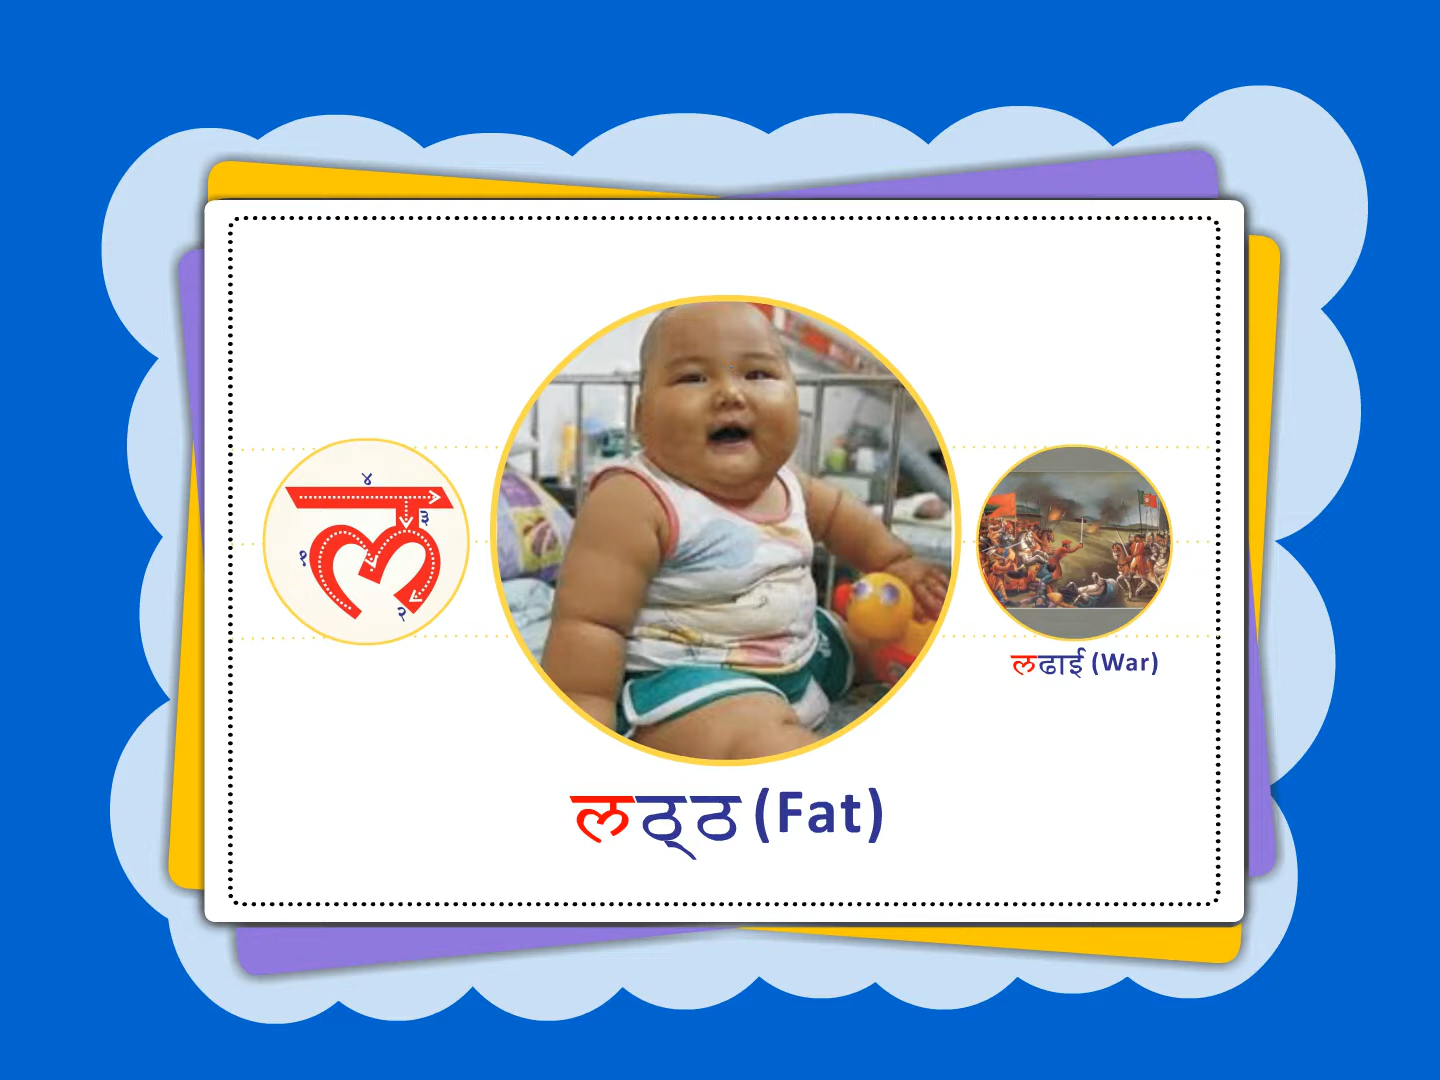 ४
३
१
ल
२
लढाई (War)
लठ्ठ (Fat)